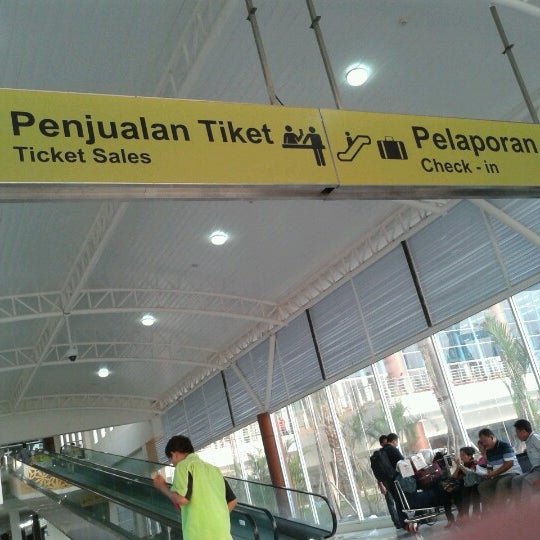 Penjualan Tiket
Ticket Sales
Pelaporan
Check - in